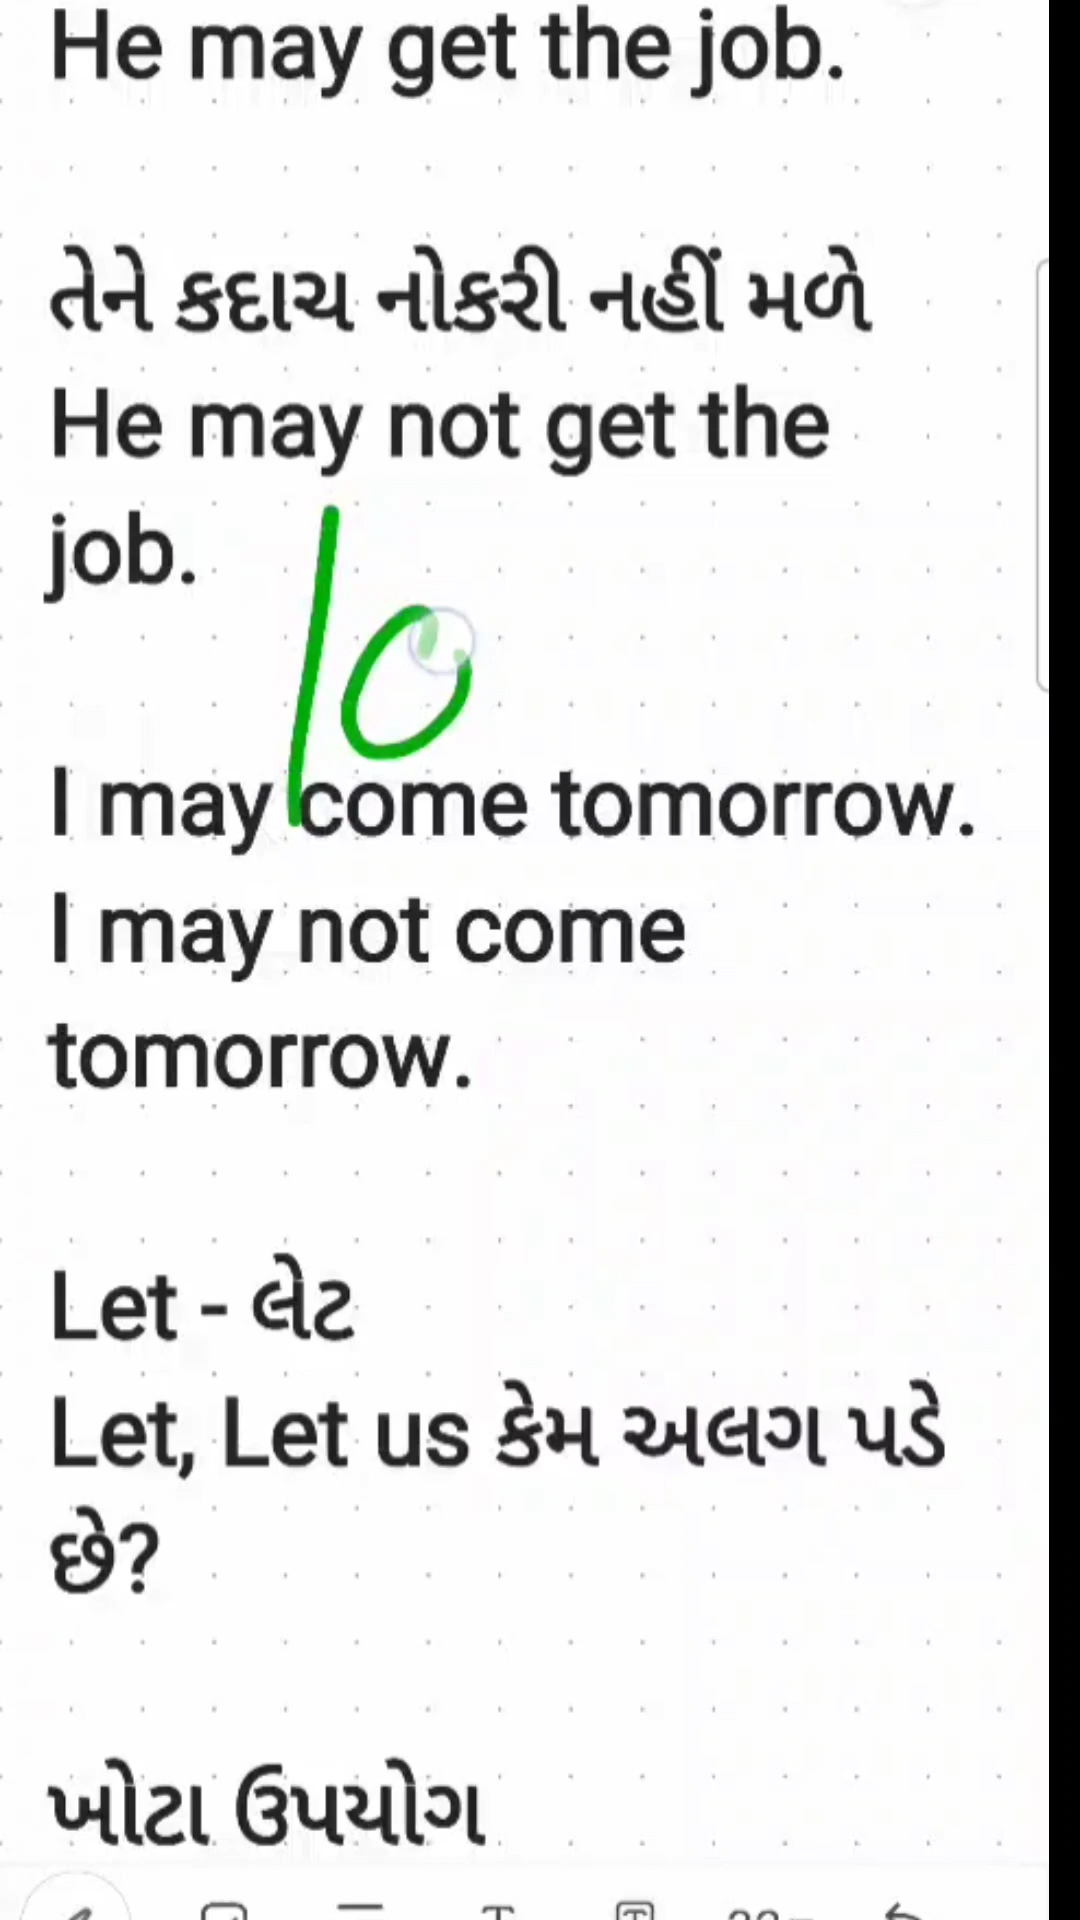 He may get the job.
તેને કદાચ નોકરી નહીં મળે
He may not get the
job.
10
I may come tomorrow.
I may not come
tomorrow.
Let - લેટ
Let, Let us કેમ અલગ પડે
છે?
ખોટા ઉપયોગ